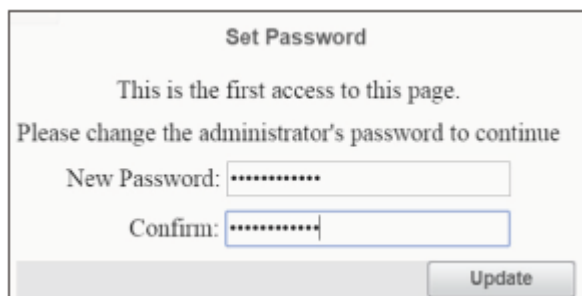 Set Password
This is the first access to this page.
Please change the administrator's password to continue
New Password: ••••••••••••
Confirm: ••••••••••••
Update